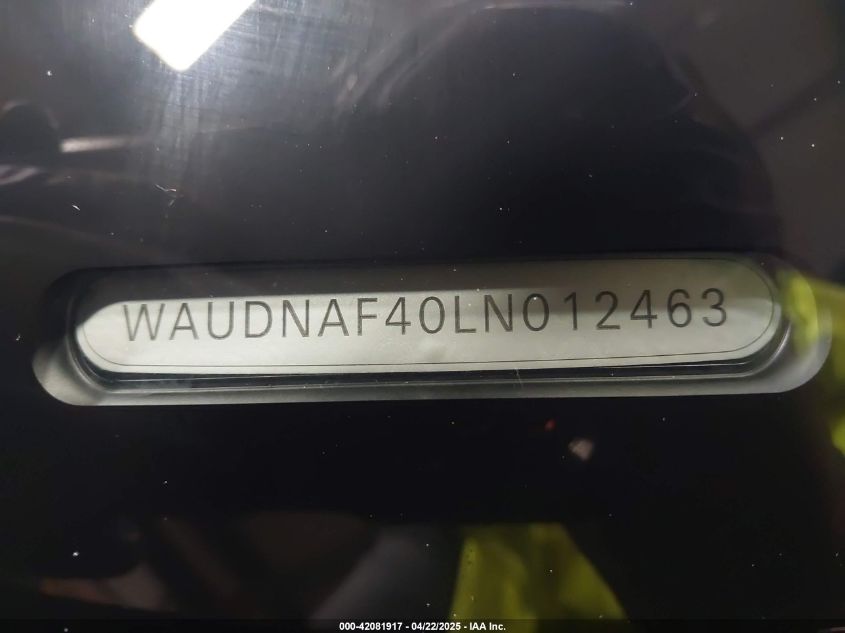 WAUDNAF40LN012463
000-42081917 - 04/22/2025 - IAA Inc.